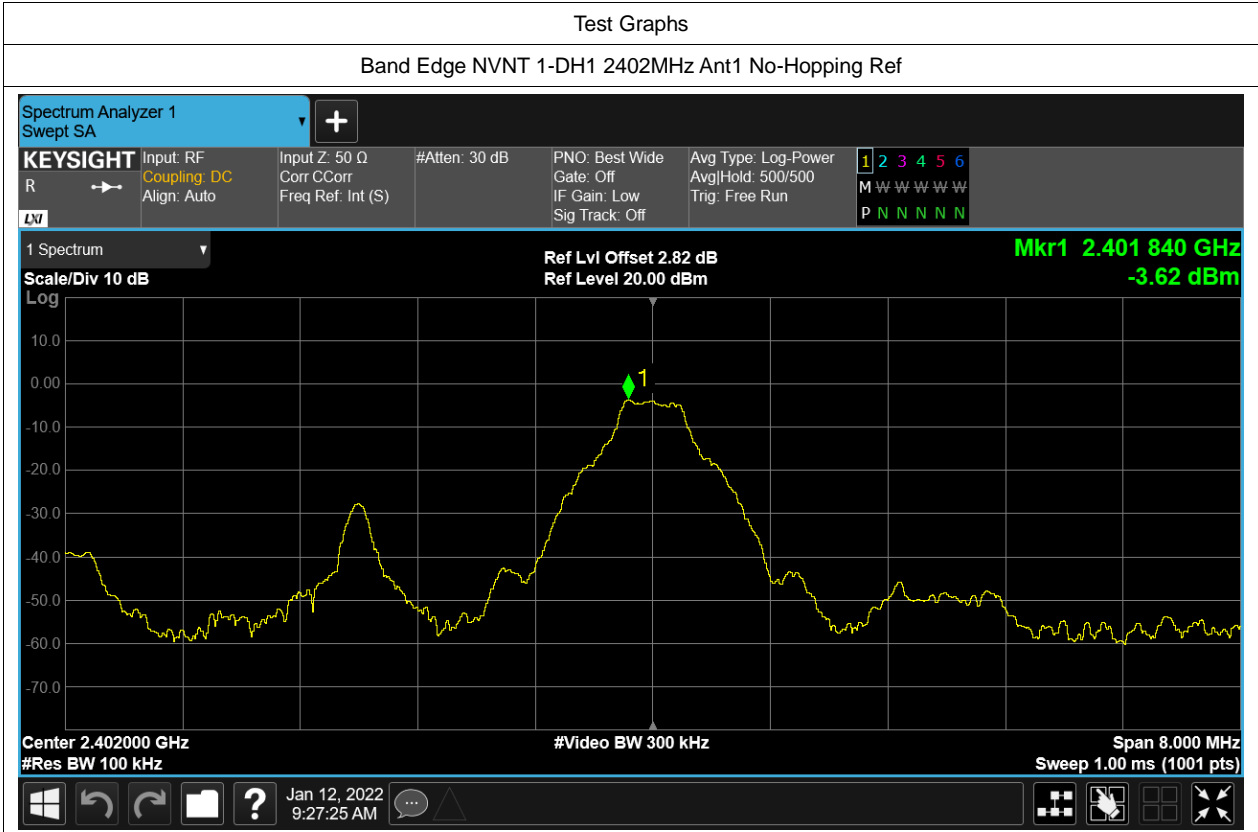 Test Graphs
Band Edge NVNT 1-DH1 2402MHz Ant1 No-Hopping Ref
Spectrum Analyzer 1
Swept SA
+
KEYSIGHT
R
LXI
Input: RF
Coupling: DC
Align: Auto
Input Z: 50 Ω
Corr CCorr
Freq Ref: Int (S)
#Atten: 30 dB
PNO: Best Wide
Gate: Off
IF Gain: Low
Sig Track: Off
Avg Type: Log-Power
Avg|Hold: 500/500
Trig: Free Run
1 2 3 4 5 6
M W W W W W
P N N N N N
1 Spectrum
Scale/Div 10 dB
Log
Ref Lvl Offset 2.82 dB
Ref Level 20.00 dBm
Mkr1 2.401 840 GHz
-3.62 dBm
10.0
0.00
-10.0
-20.0
-30.0
-40.0
-50.0
-60.0
-70.0
1
Center 2.402000 GHz
#Res BW 100 kHz
#Video BW 300 kHz
Span 8.000 MHz
Sweep 1.00 ms (1001 pts)
?
Jan 12, 2022
9:27:25 AM